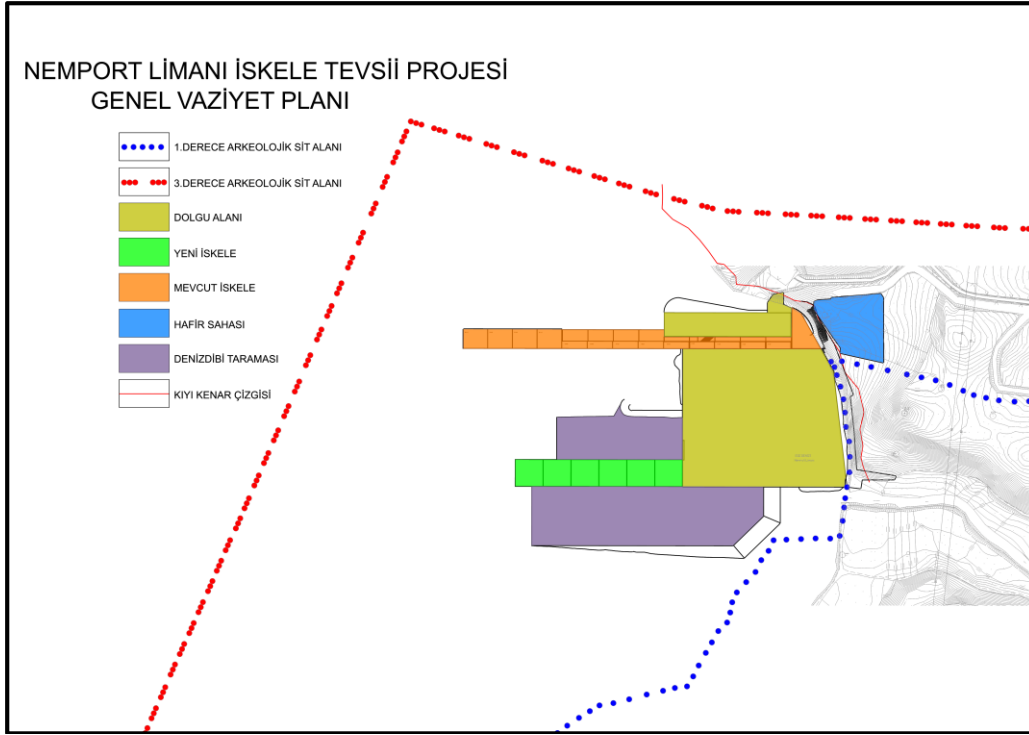 NEMPORT LİMANI İSKELE TEVSİİ PROJESİ
GENEL VAZİYET PLANI
1.DERECE ARKEOLOJİK SİT ALANI
3.DERECE ARKEOLOJİK SİT ALANI
DOLGU ALANI
YENİ İSKELE
MEVCUT İSKELE
HAFİR SAHASI
DENİZDİBİ TARAMASI
KIYI KENAR ÇİZGİSİ